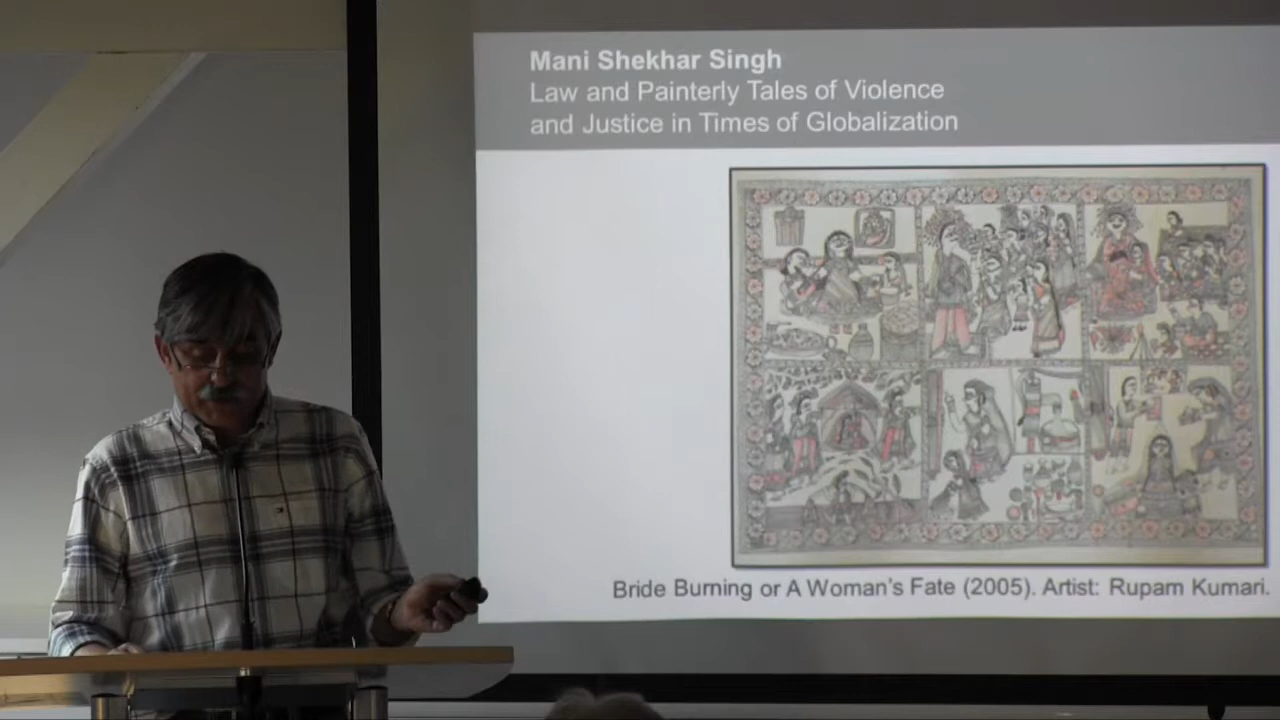 Mani Shekhar Singh
Law and Painterly Tales of Violence
and Justice in Times of Globalization
Bride Burning or A Woman's Fate (2005). Artist: Rupam Kumari.